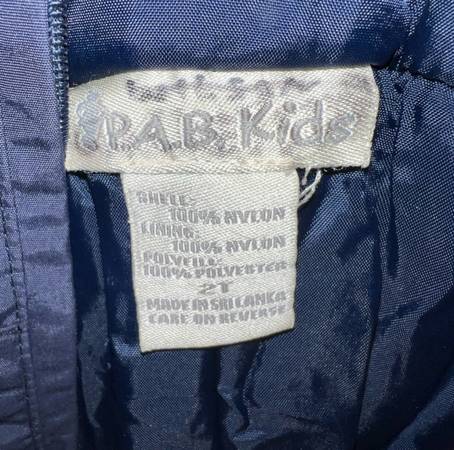 P.A.B. Kids
SHELL:
100% NYLON
LINING:
100% NYLON
POLYFILL:
100% POLYESTER
2T
MADE IN SRI LANKA
CARE ON REVERSE